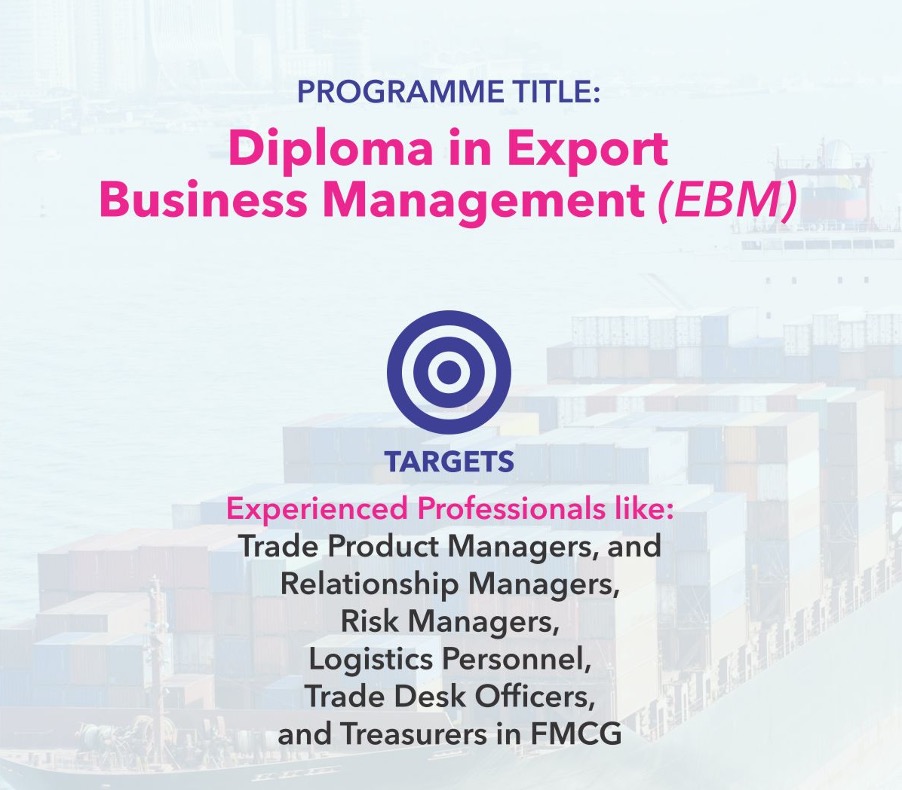 PROGRAMME TITLE:
Diploma in Export
Business Management (EBM)
TARGETS
Experienced Professionals like:
Trade Product Managers, and
Relationship Managers,
Risk Managers,
Logistics Personnel,
Trade Desk Officers,
and Treasurers in FMCG